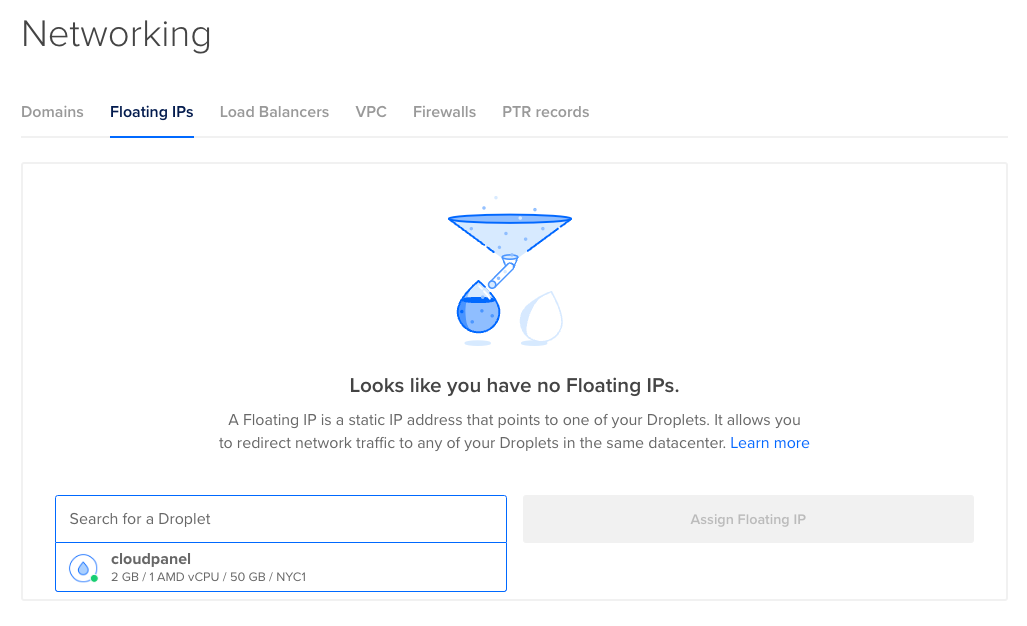 Networking
Domains Floating IPs Load Balancers VPC Firewalls PTR records
Looks like you have no Floating IPs.
A Floating IP is a static IP address that points to one of your Droplets. It allows you
to redirect network traffic to any of your Droplets in the same datacenter. Learn more
Search for a Droplet Assign Floating IP
cloudpanel
2 GB / 1 AMD vCPU / 50 GB / NYC1